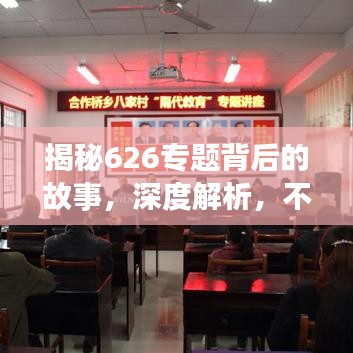 合作桥乡八家村“隔代教育”专题讲座
揭秘626专题背后的
故事，深度解析，不